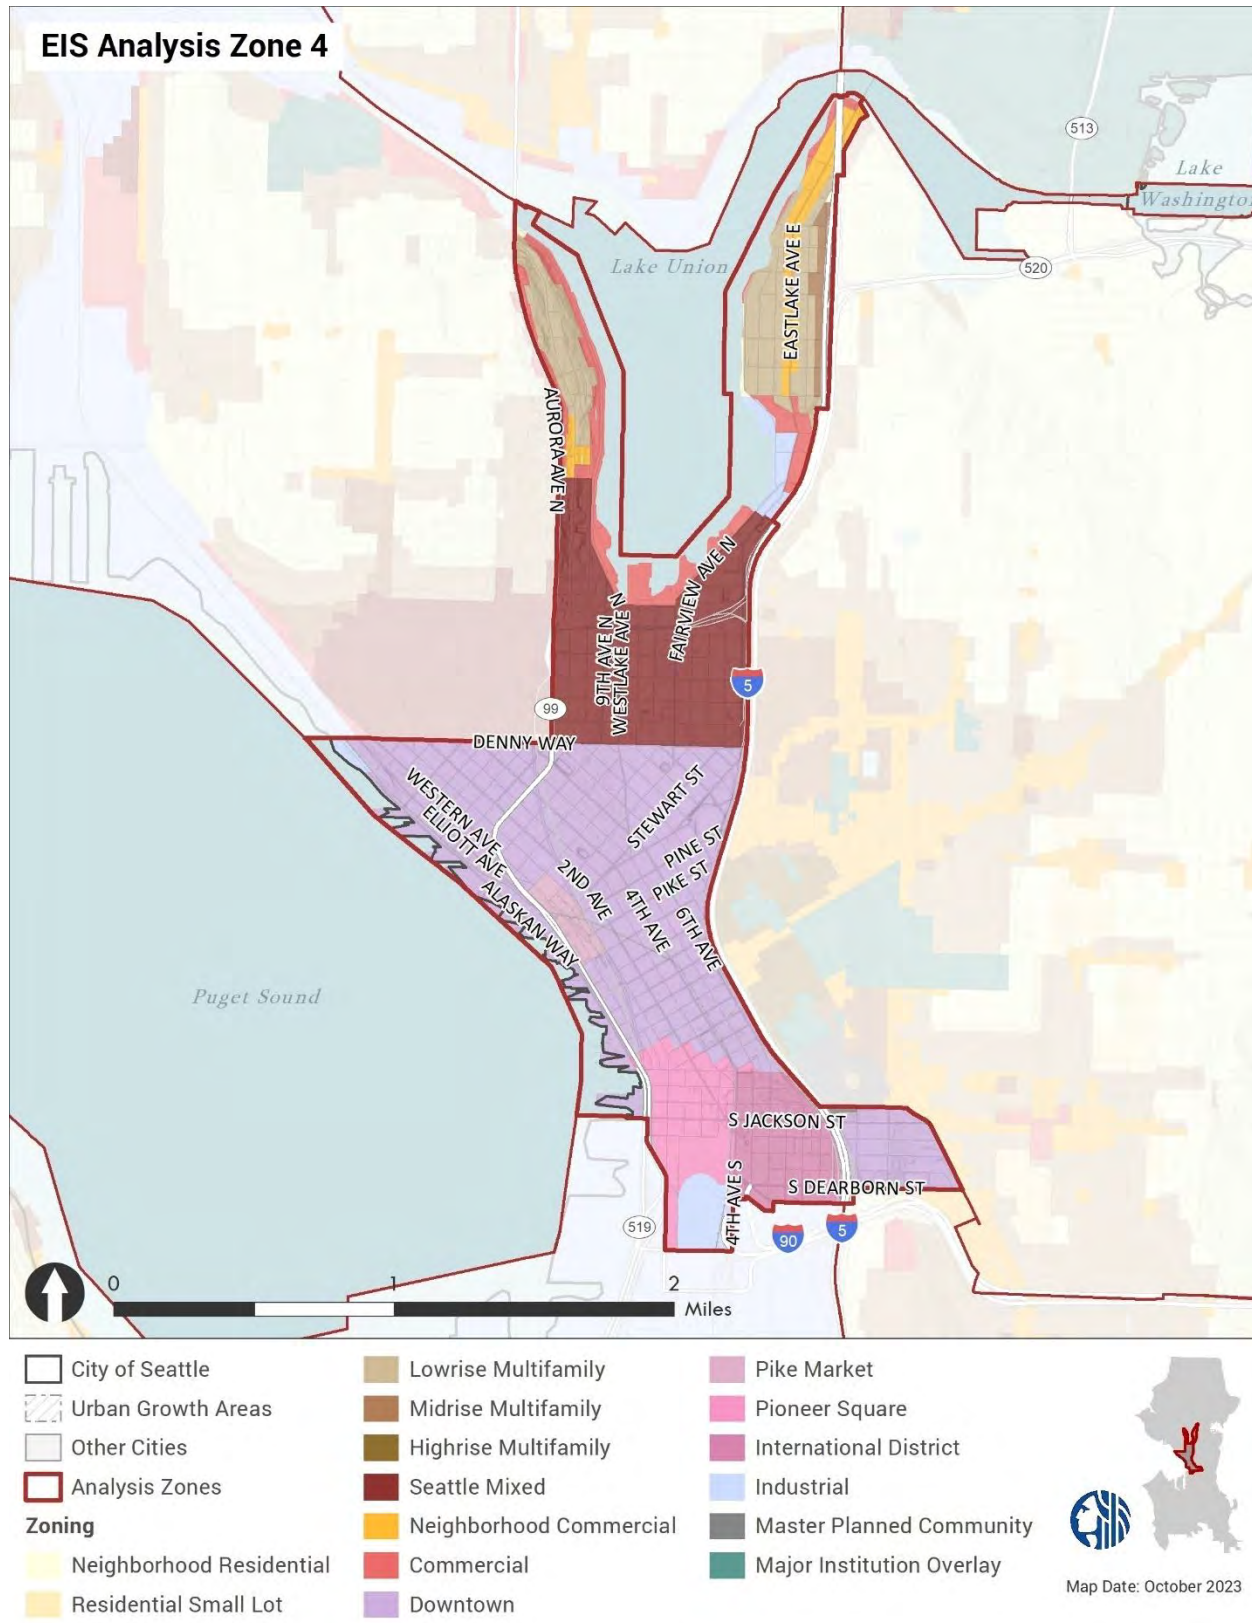 EIS Analysis Zone 4
513
Lake
Washington
Lake Union
520
EASTLAKE AVE E
AURORA AVE N
FAIRVIEW AVE N
9TH AVE N
WESTLAKE AVE N
5
99
DENNY WAY
WESTERN AVE
ELLIOTT AVE
STEWART ST
PINE ST
PIKE ST
2ND AVE
4TH AVE
6TH AVE
ALASKAN WAY
Puget Sound
S JACKSON ST
4TH AVE S
S DEARBORN ST
519
90
5
0 1 2
Miles
City of Seattle
Urban Growth Areas
Other Cities
Analysis Zones
Zoning
Neighborhood Residential
Residential Small Lot
Lowrise Multifamily
Midrise Multifamily
Highrise Multifamily
Seattle Mixed
Neighborhood Commercial
Commercial
Downtown
Pike Market
Pioneer Square
International District
Industrial
Master Planned Community
Major Institution Overlay
Map Date: October 2023